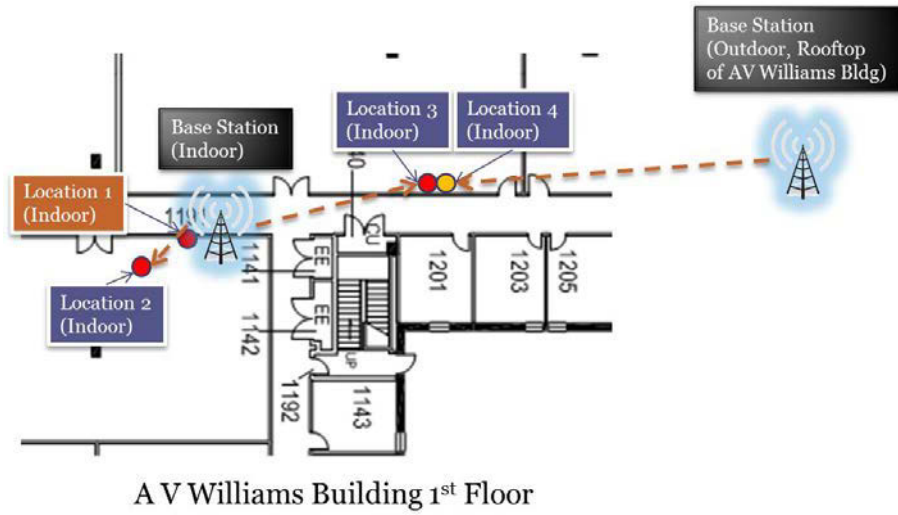 Base Station
(Outdoor, Rooftop
of AV Williams Bldg)
Location 3
(Indoor)
Location 4
(Indoor)
Base Station
(Indoor)
Location 1
(Indoor)
Location 2
(Indoor)
CU
EE
EE
1141
1142
UP
1192
1143
1201
1203
1205
A V Williams Building 1st Floor